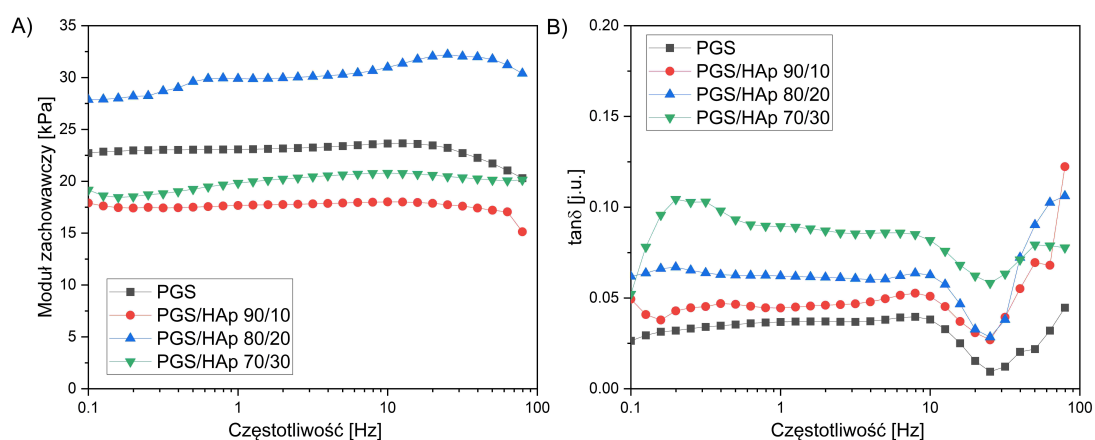 A)
Moduł zachowawczy [kPa]
35
30
25
20
15
10
5
0
PGS
PGS/HAp 90/10
PGS/HAp 80/20
PGS/HAp 70/30
0.1
1
10
100
Częstotliwość [Hz]
B)
tanδ [j.u.]
0.20
0.15
0.10
0.05
0.00
PGS
PGS/HAp 90/10
PGS/HAp 80/20
PGS/HAp 70/30
0.1
1
10
100
Częstotliwość [Hz]